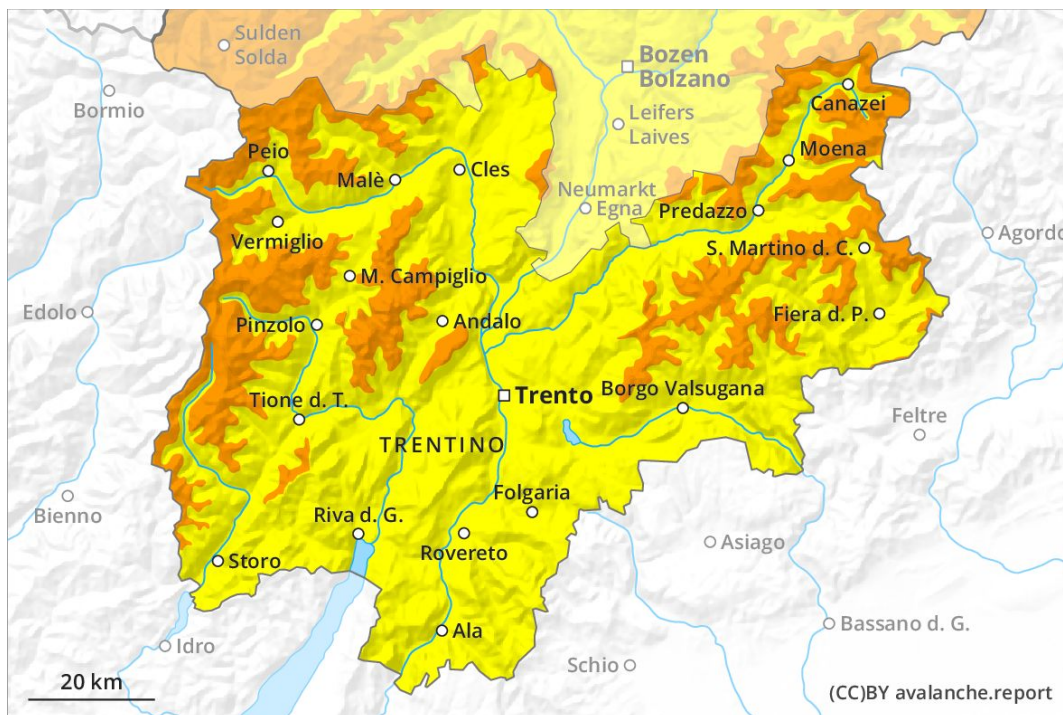 Sulden
Solda
Bozen
Bolzano
Bormio
Canazei
Leifers
Laives
Moena
Peio
Malè
Cles
Neumarkt
Egna
Predazzo
Vermiglio
S. Martino d. C.
Agordo
M. Campiglio
Edolo
Pinzolo
Andalo
Fiera d. P.
Trento
Borgo Valsugana
Tione d. T.
Feltre
TRENTINO
Bienno
Folgaria
Riva d. G.
Rovereto
Asiago
Storo
Ala
Bassano d. G.
Idro
Schio
20 km
(CC)BY avalanche.report